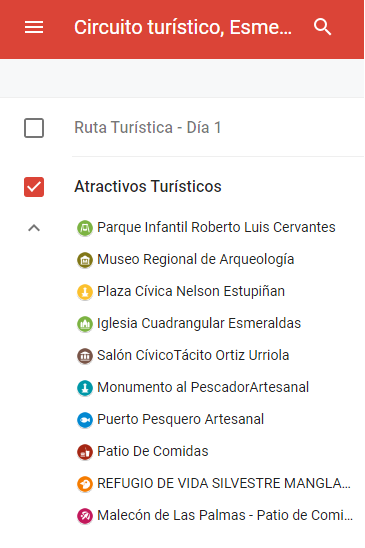 Circuito turístico, Esme...
Ruta Turística - Día 1
Atractivos Turísticos
Parque Infantil Roberto Luis Cervantes
Museo Regional de Arqueología
Plaza Cívica Nelson Estupiñan
Iglesia Cuadrangular Esmeraldas
Salón CívicoTácito Ortiz Urriola
Monumento al PescadorArtesanal
Puerto Pesquero Artesanal
Patio De Comidas
REFUGIO DE VIDA SILVESTRE MANGLA...
Malecón de Las Palmas - Patio de Comi...